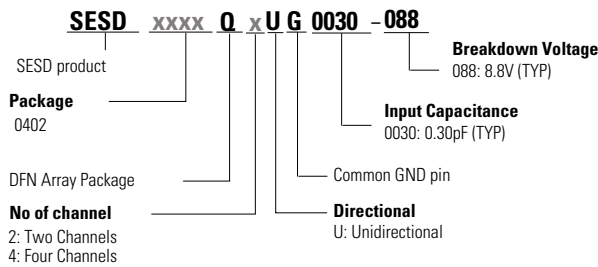 SESD xxxx Q x U G 0030 - 088
Breakdown Voltage
088: 8.8V (TYP)
SESD product
Package
0402
Input Capacitance
0030: 0.30pF (TYP)
DFN Array Package
Common GND pin
No of channel
2: Two Channels
4: Four Channels
Directional
U: Unidirectional